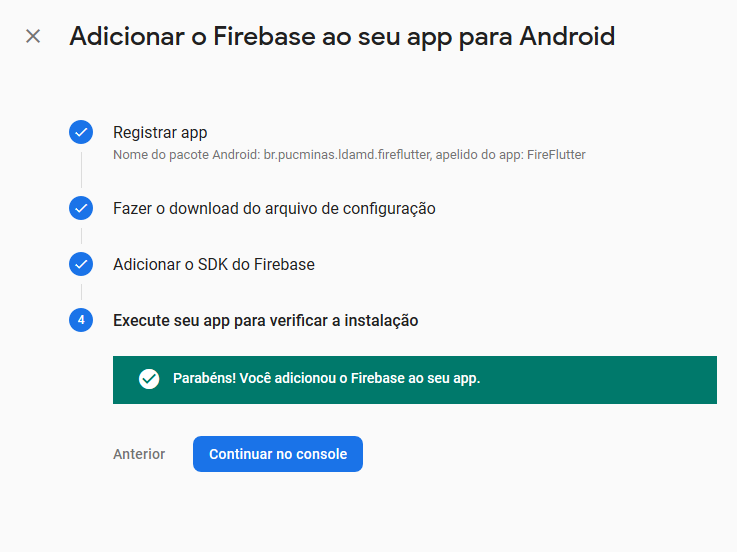 Adicionar o Firebase ao seu app para Android
Registrar app
Nome do pacote Android: br.pucminas.ldamd.fireflutter, apelido do app: FireFlutter
Fazer o download do arquivo de configuração
Adicionar o SDK do Firebase
4 Execute seu app para verificar a instalação
Parabéns! Você adicionou o Firebase ao seu app.
Anterior Continuar no console